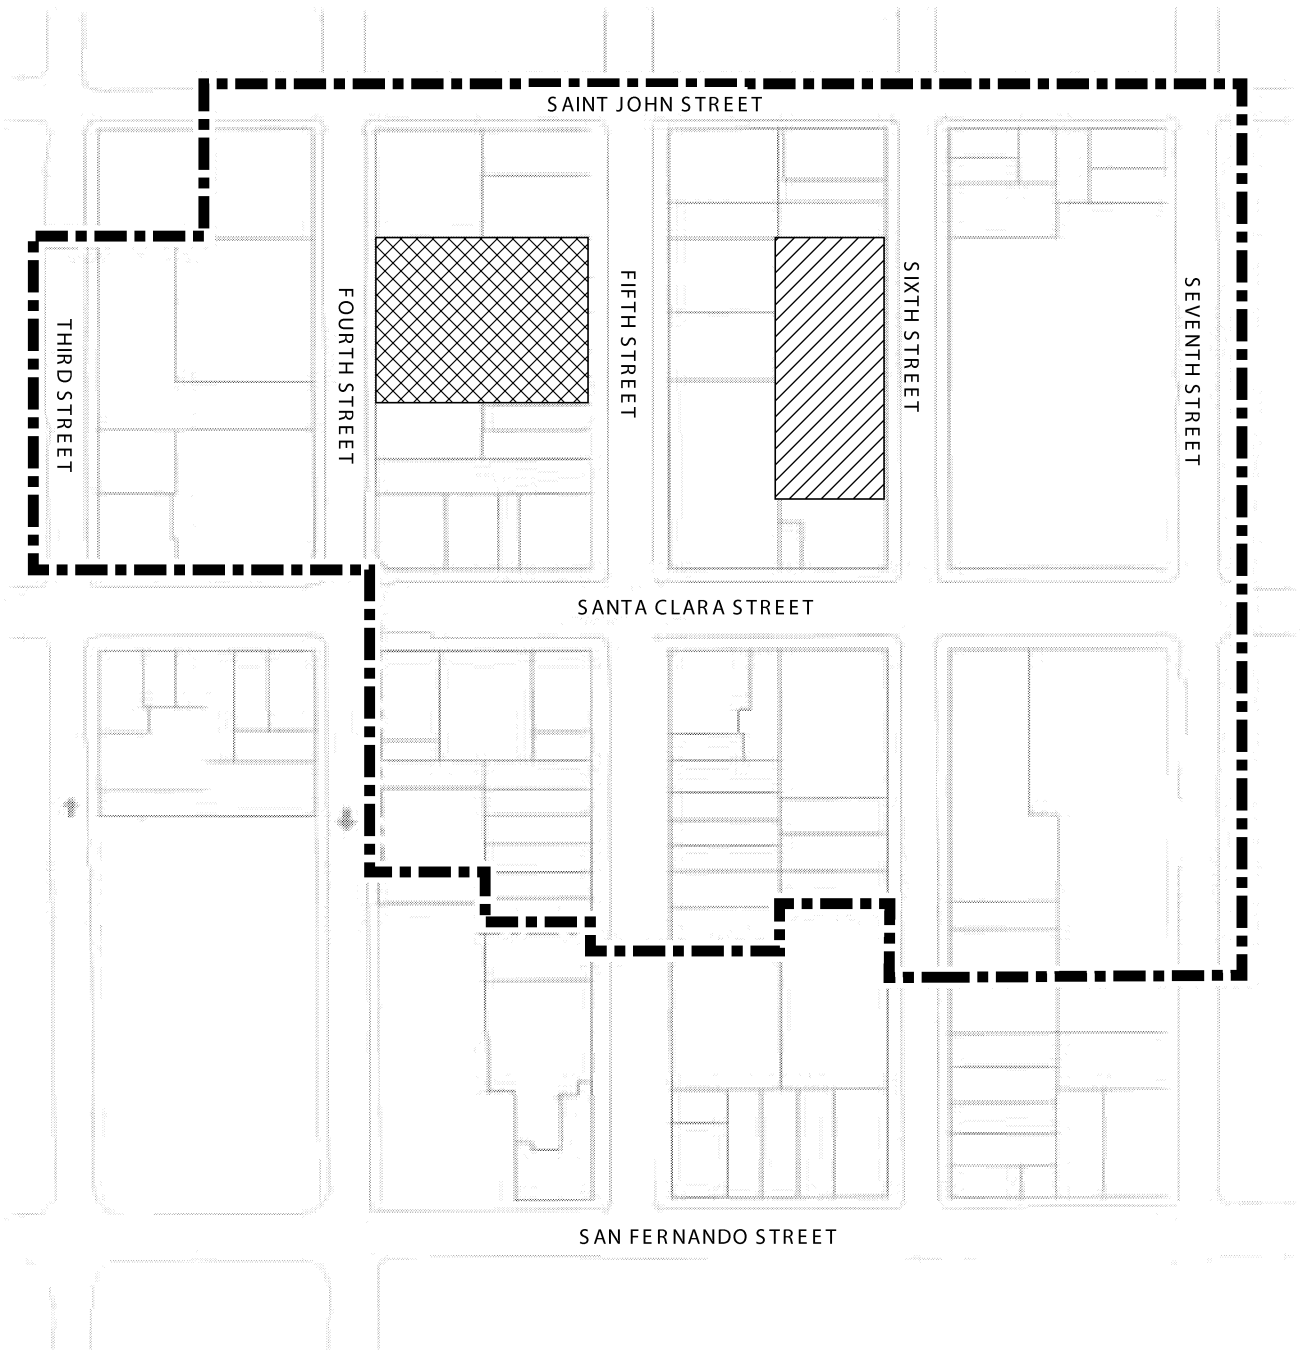 SAINT JOHN STREET
THIRD STREET
FOURTH STREET
FIFTH STREET
SIXTH STREET
SEVENTH STREET
SANTA CLARA STREET
SAN FERNANDO STREET